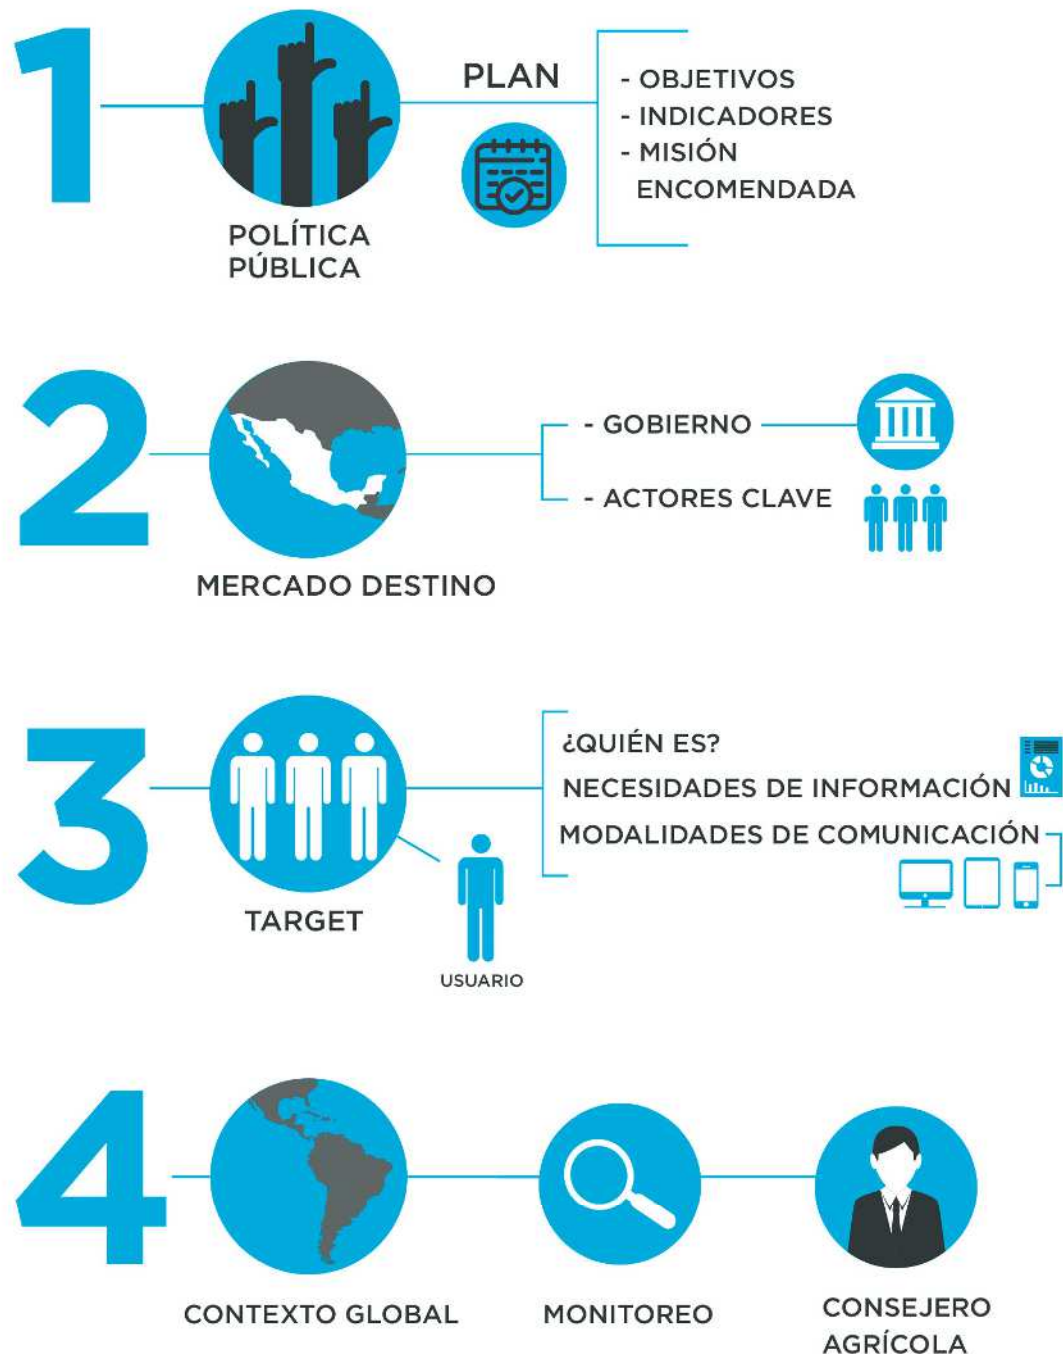 1
POLÍTICA
PÚBLICA
PLAN
- OBJETIVOS
- INDICADORES
- MISIÓN
ENCOMENDADA
2
MERCADO DESTINO
- GOBIERNO
- ACTORES CLAVE
3
TARGET
USUARIO
¿QUIÉN ES?
NECESIDADES DE INFORMACIÓN
MODALIDADES DE COMUNICACIÓN
4
CONTEXTO GLOBAL
MONITOREO
CONSEJERO
AGRÍCOLA